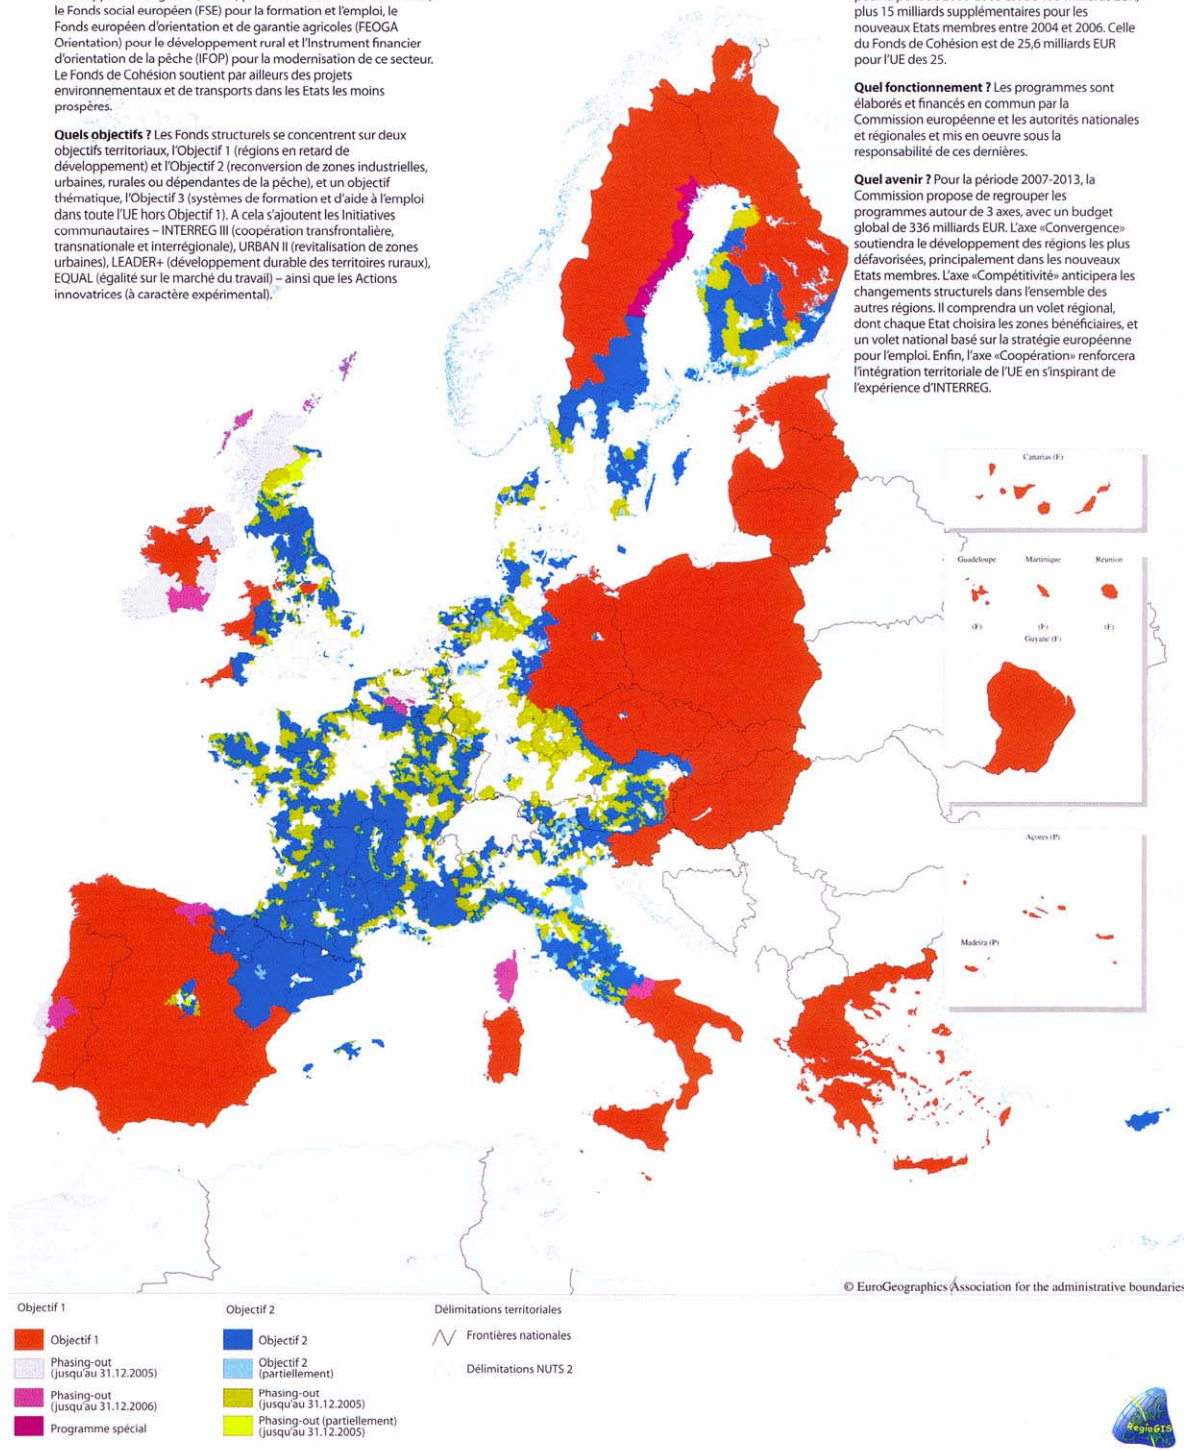 le Fonds social européen (FSE) pour la formation et l'emploi, le
Fonds européen d'orientation et de garantie agricoles (FEOGA
Orientation) pour le développement rural et l'Instrument financier
d'orientation de la pêche (IFOP) pour la modernisation de ce secteur.
Le Fonds de Cohésion soutient par ailleurs des projets
environnementaux et de transports dans les Etats les moins
prospères.
Quels objectifs ? Les Fonds structurels se concentrent sur deux
objectifs territoriaux, l'Objectif 1 (régions en retard de
développement) et l'Objectif 2 (reconversion de zones industrielles,
urbaines, rurales ou dépendantes de la pêche), et un objectif
thématique, l'Objectif 3 (systèmes de formation et d'aide à l'emploi
dans toute l'UE hors Objectif 1). A cela s'ajoutent les Initiatives
communautaires – INTERREG III (coopération transfrontalière,
transnationale et interrégionale), URBAN II (revitalisation de zones
urbaines), LEADER+ (développement durable des territoires ruraux),
EQUAL (égalité sur le marché du travail) – ainsi que les Actions
innovatrices (à caractère expérimental).
plus 15 milliards supplémentaires pour les
nouveaux Etats membres entre 2004 et 2006. Celle
du Fonds de Cohésion est de 25,6 milliards EUR
pour l'UE des 25.
Quel fonctionnement ? Les programmes sont
élaborés et financés en commun par la
Commission européenne et les autorités nationales
et régionales et mis en oeuvre sous la
responsabilité de ces dernières.
Quel avenir ? Pour la période 2007-2013, la
Commission propose de regrouper les
programmes autour de 3 axes, avec un budget
global de 336 milliards EUR. L'axe «Convergence»
soutiendra le développement des régions les plus
défavorisées, principalement dans les nouveaux
Etats membres. L'axe «Compétitivité» anticipera les
changements structurels dans l'ensemble des
autres régions. Il comprendra un volet régional,
dont chaque Etat choisira les zones bénéficiaires, et
un volet national basé sur la stratégie européenne
pour l'emploi. Enfin, l'axe «Coopération» renforcera
l'intégration territoriale de l'UE en s'inspirant de
l'expérience d'INTERREG.
Canarias (E)
Guadeloupe Martinique Réunion
(F) (F) (F)
Guyane (F)
Açores (P)
Madeira (P)
© EuroGeographics Association for the administrative boundaries
Objectif 1
Objectif 1
Phasing-out
(jusqu'au 31.12.2005)
Phasing-out
(jusqu'au 31.12.2006)
Programme spécial
Objectif 2
Objectif 2
Objectif 2
(partiellement)
Phasing-out
(jusqu'au 31.12.2005)
Phasing-out (partiellement)
(jusqu'au 31.12.2005)
Délimitations territoriales
Frontières nationales
Délimitations NUTS 2
RegioGIS